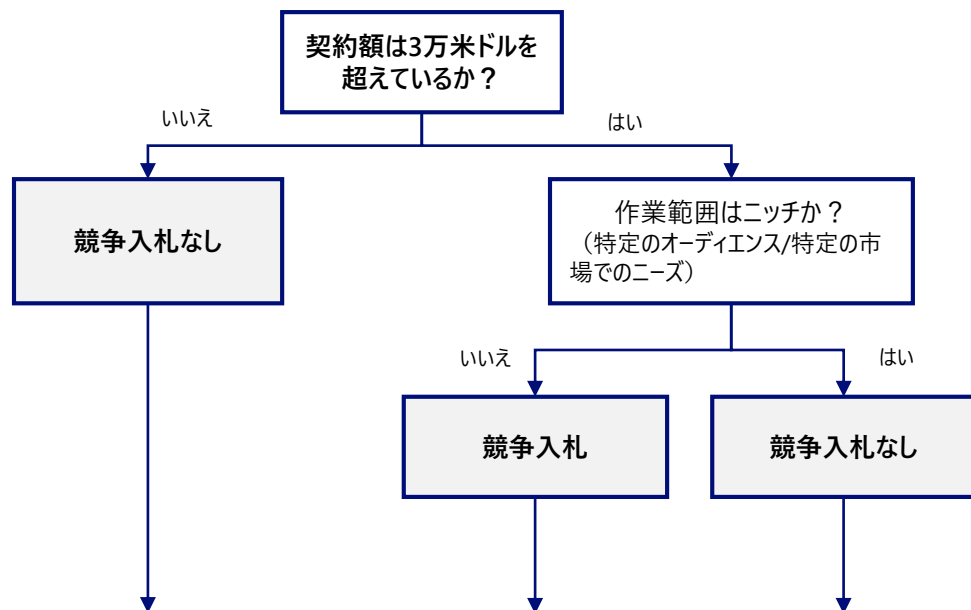 契約額は3万米ドルを
超えているか？
いいえ
はい
競争入札なし
作業範囲はニッチか？
（特定のオーディエンス/特定の市
場でのニーズ）
いいえ
はい
競争入札
競争入札なし